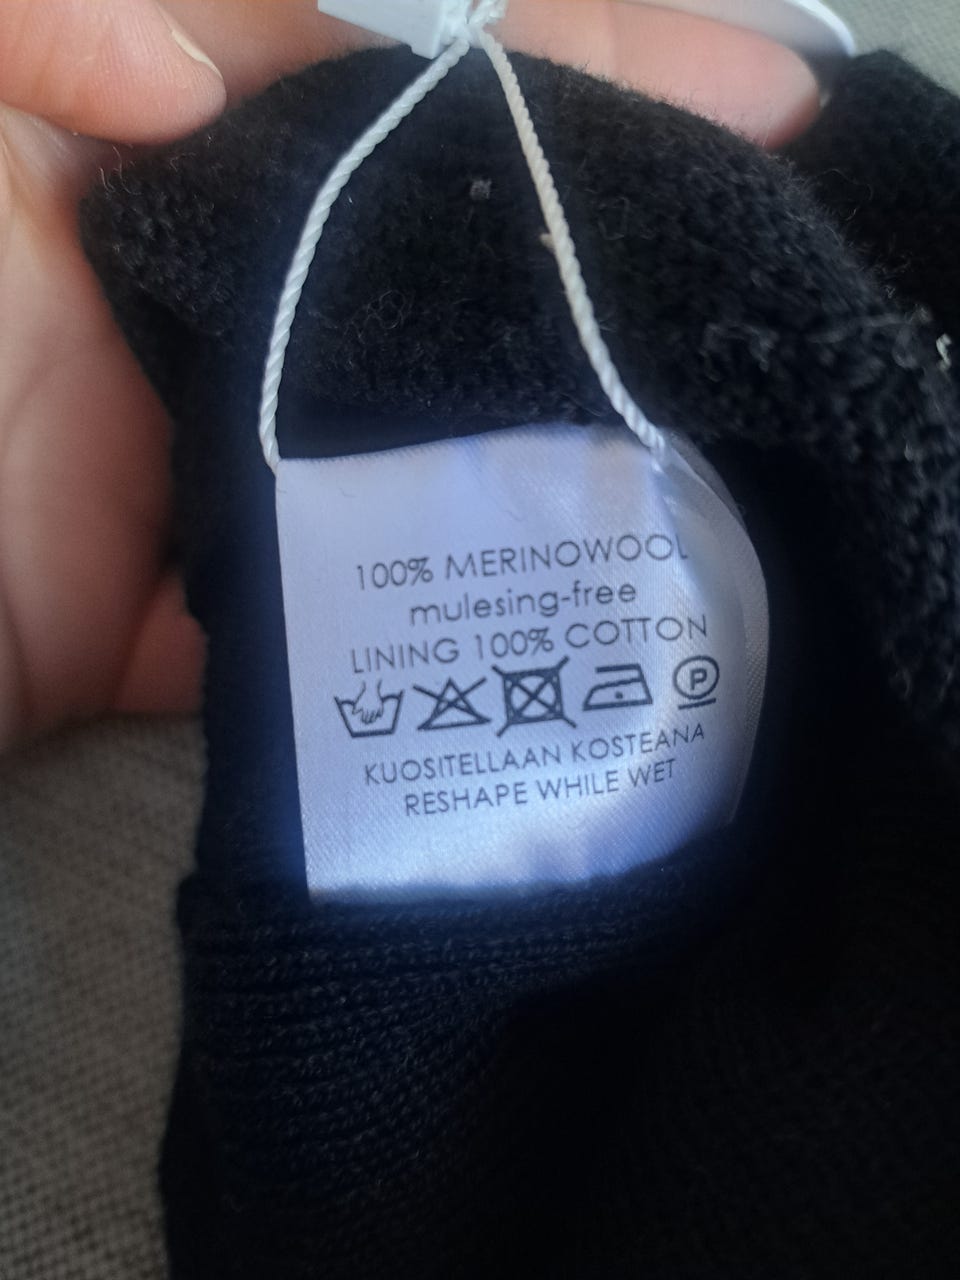 100% MERINOWOOL
mulesing-free
LINING 100% COTTON
P
KUOSITELLAAN KOSTEANA
RESHAPE WHILE WET